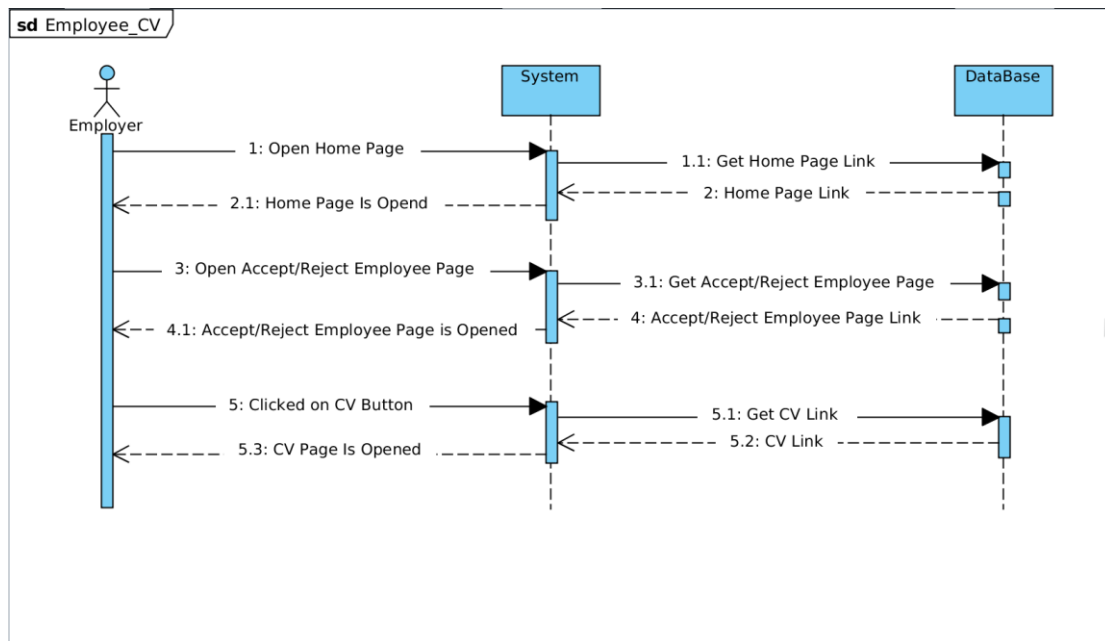 sd Employee_CV
System
DataBase
Employer
1: Open Home Page
1.1: Get Home Page Link
2: Home Page Link
2.1: Home Page Is Opend
3: Open Accept/Reject Employee Page
3.1: Get Accept/Reject Employee Page
4: Accept/Reject Employee Page Link
4.1: Accept/Reject Employee Page is Opened
5: Clicked on CV Button
5.1: Get CV Link
5.2: CV Link
5.3: CV Page Is Opened